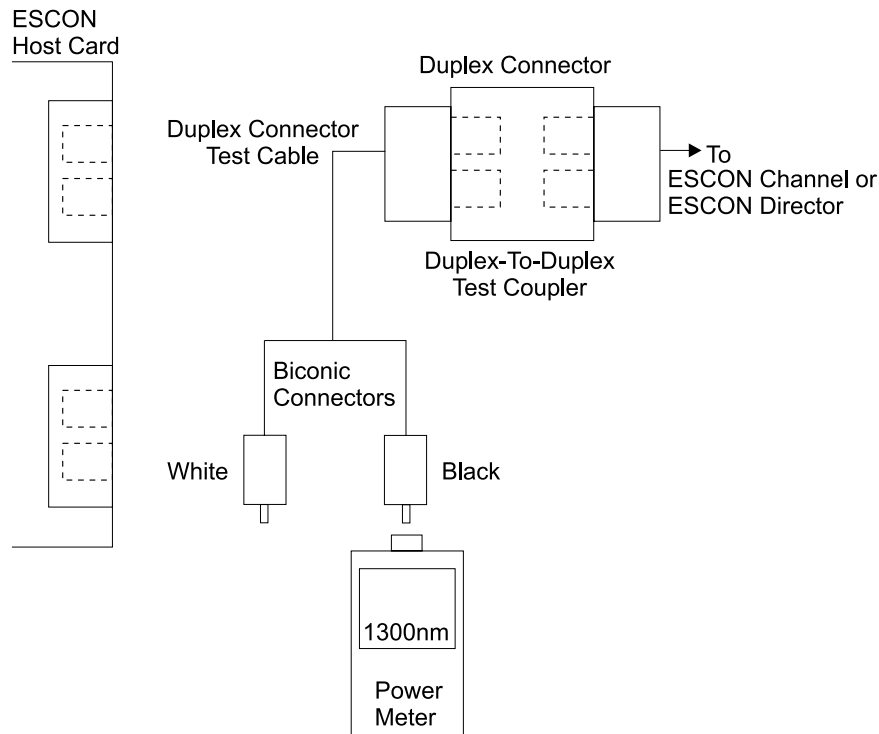 ESCON
Host Card
Duplex Connector
Duplex Connector
Test Cable
To
ESCON Channel or
ESCON Director
Duplex-To-Duplex
Test Coupler
Biconic
Connectors
White
Black
1300nm
Power
Meter